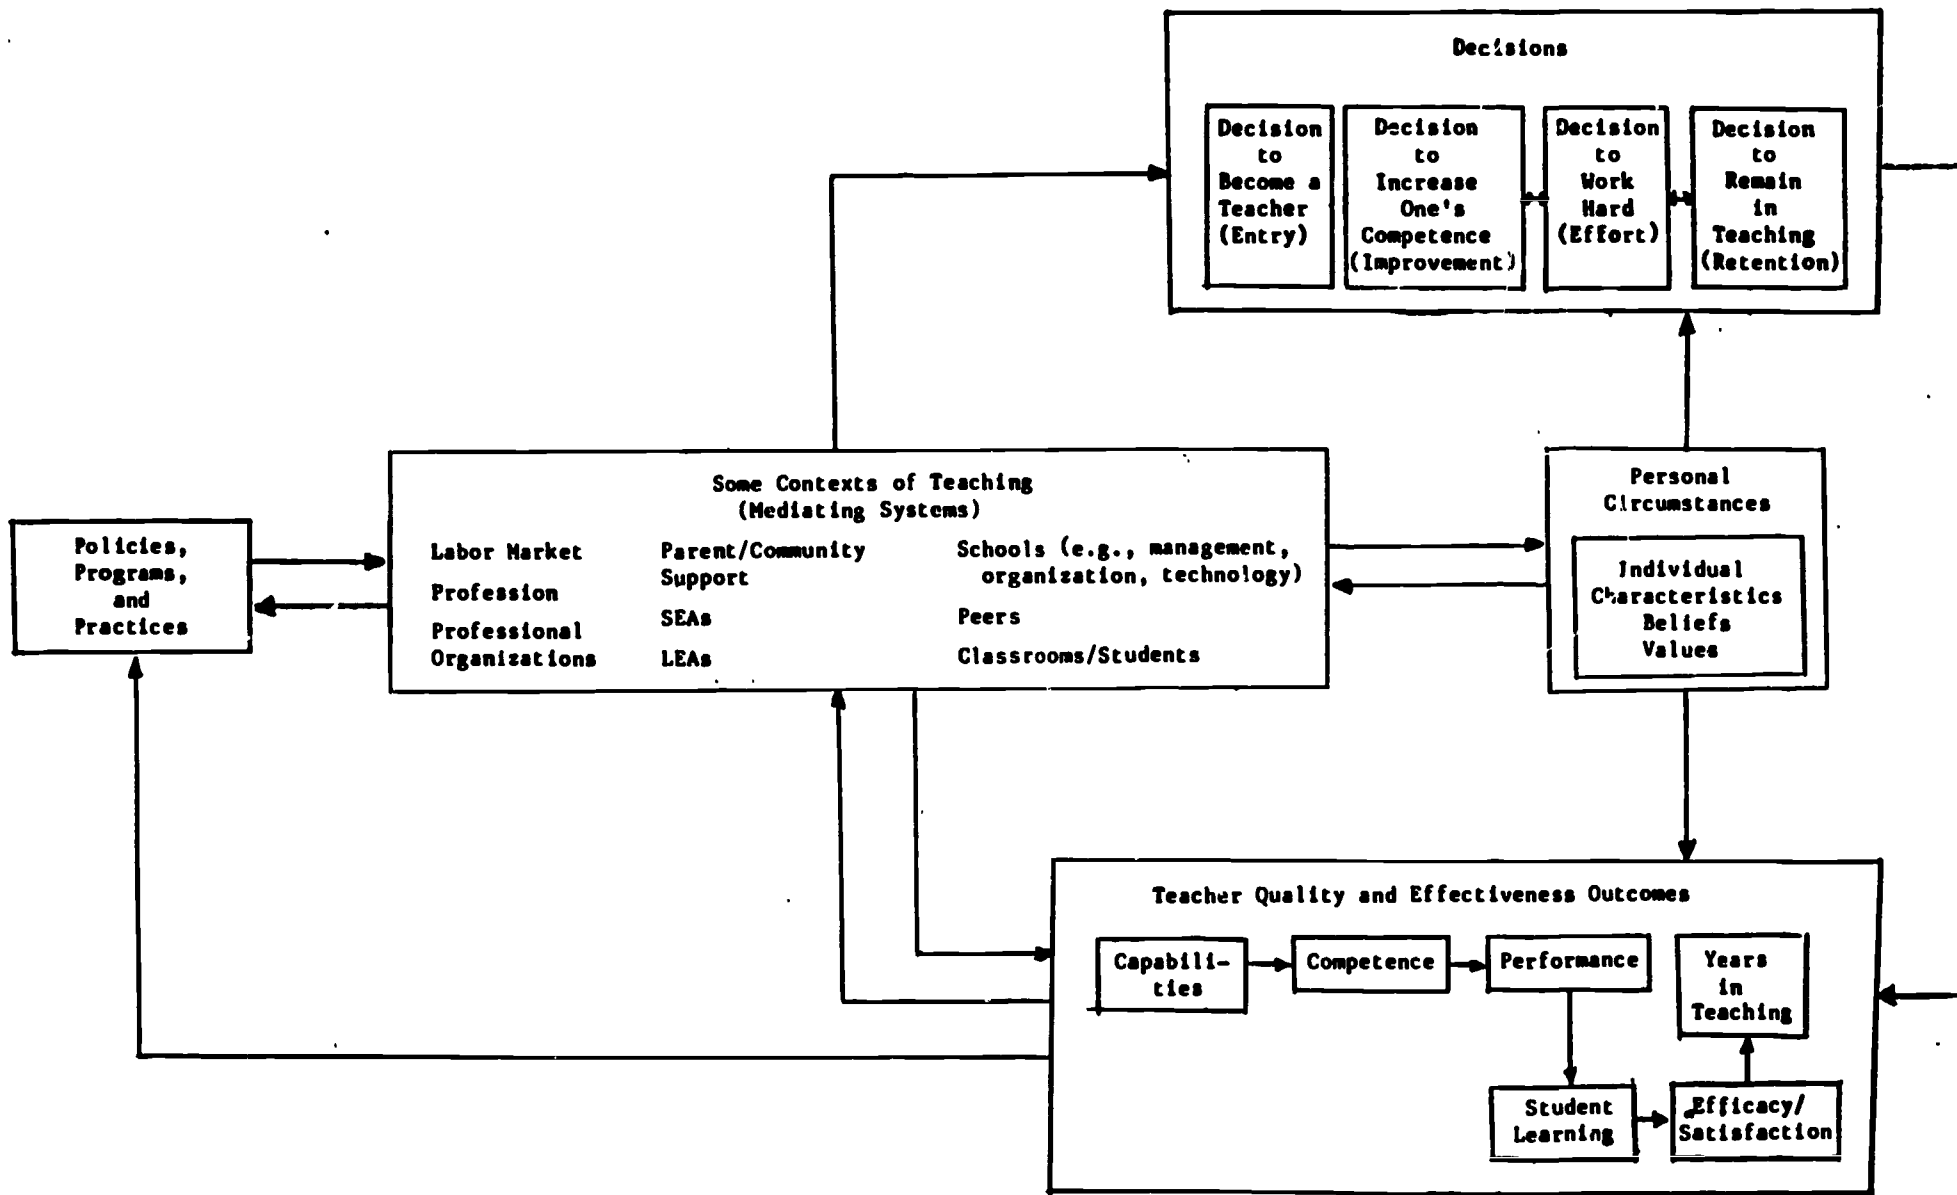 Decisions
Decision
to
Become a
Teacher
(Entry)
Decision
to
Increase
One's
Competence
(Improvement)
Decision
to
Work
Hard
(Effort)
Decision
to
Remain
in
Teaching
(Retention)
Some Contexts of Teaching
(Mediating Systems)
Labor Market
Profession
Professional
Organizations
Parent/Community
Support
SEAs
LEAs
Schools (e.g., management,
organization, technology)
Peers
Classrooms/Students
Personal
Circumstances
Individual
Characteristics
Beliefs
Values
Policies,
Programs,
and
Practices
Teacher Quality and Effectiveness Outcomes
Capabili-
ties
Competence
Performance
Years
in
Teaching
Student
Learning
Efficacy/
Satisfaction